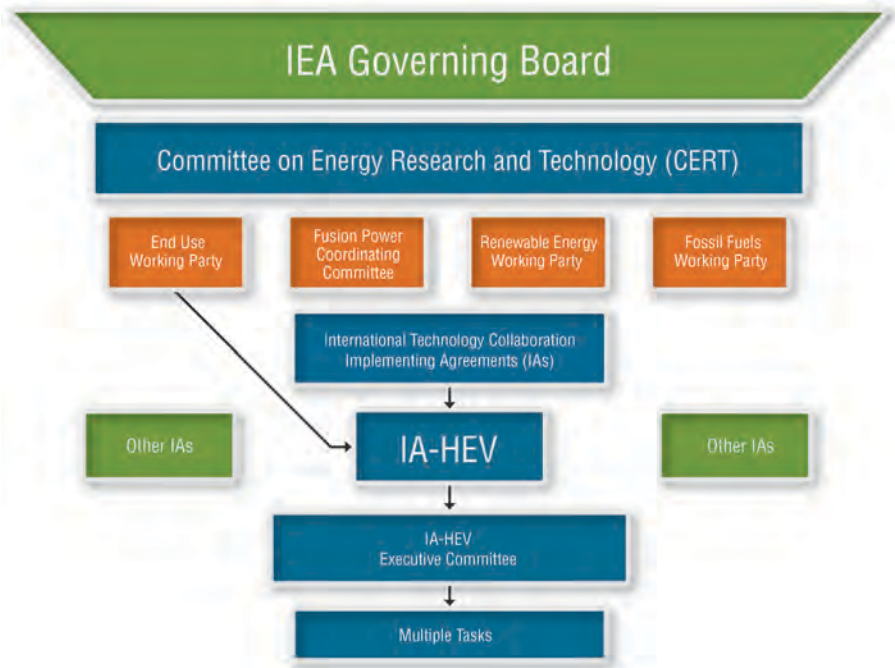 IEA Governing Board
Committee on Energy Research and Technology (CERT)
End Use
Working Party
Fusion Power
Coordinating
Committee
Renewable Energy
Working Party
Fossil Fuels
Working Party
International Technology Collaboration
Implementing Agreements (IAs)
Other IAs
IA-HEV
Other IAs
IA-HEV
Executive Committee
Multiple Tasks